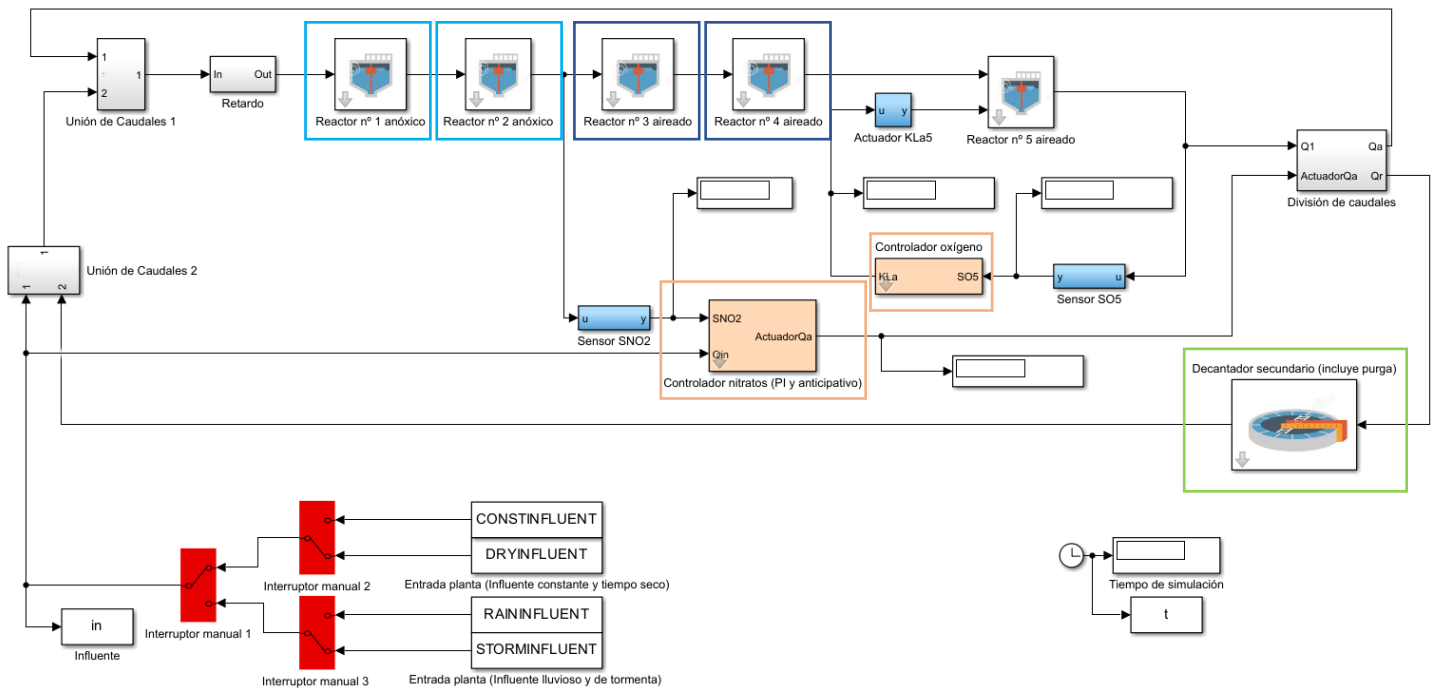 1
2
1
Unión de Caudales 1
In
Out
Retardo
Reactor nº 1 anóxico
Reactor nº 2 anóxico
Reactor nº 3 aireado
Reactor nº 4 aireado
u
y
Actuador KLa5
Reactor nº 5 aireado
Q1
Qa
ActuadorQa
Qr
División de caudales
1
1
2
Unión de Caudales 2
Controlador oxígeno
KLa
SO5
y
u
Sensor SO5
u
y
Sensor SNO2
SNO2
ActuadorQa
Qin
Controlador nitratos (PI y anticipativo)
Decantador secundario (incluye purga)
CONSTINFLUENT
DRYINFLUENT
Interruptor manual 2
Entrada planta (Influente constante y tiempo seco)
in
Influente
Interruptor manual 1
RAININFLUENT
STORMINFLUENT
Interruptor manual 3
Entrada planta (Influente lluvioso y de tormenta)
Tiempo de simulación
t